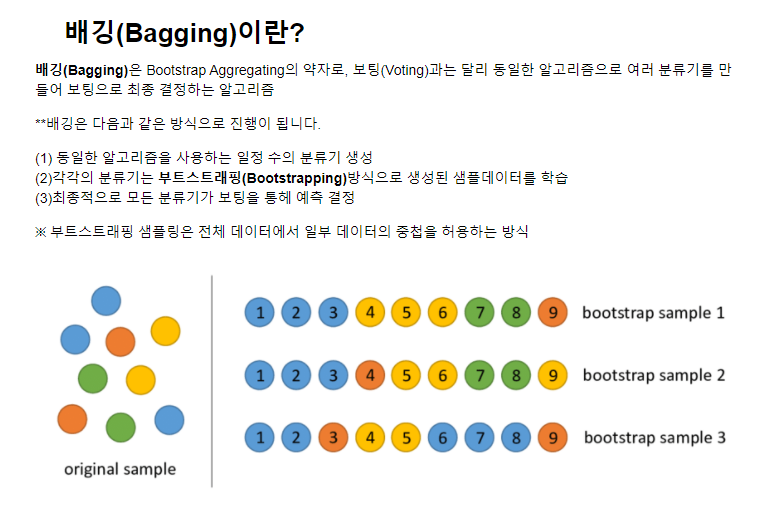 배깅(Bagging)이란?
배깅(Bagging)은 Bootstrap Aggregating의 약자로, 보팅(Voting)과는 달리 동일한 알고리즘으로 여러 분류기를 만
들어 보팅으로 최종 결정하는 알고리즘
**배깅은 다음과 같은 방식으로 진행이 됩니다.
(1) 동일한 알고리즘을 사용하는 일정 수의 분류기 생성
(2)각각의 분류기는 부트스트래핑(Bootstrapping)방식으로 생성된 샘플데이터를 학습
(3)최종적으로 모든 분류기가 보팅을 통헤 예측 결정
※ 부트스트래핑 샘플링은 전체 데이터에서 일부 데이터의 중첩을 허용하는 방식
1 2 3 4 5 6 7 8 9 bootstrap sample 1
1 2 3 4 5 6 7 8 9 bootstrap sample 2
1 2 3 4 5 6 7 8 9 bootstrap sample 3
original sample